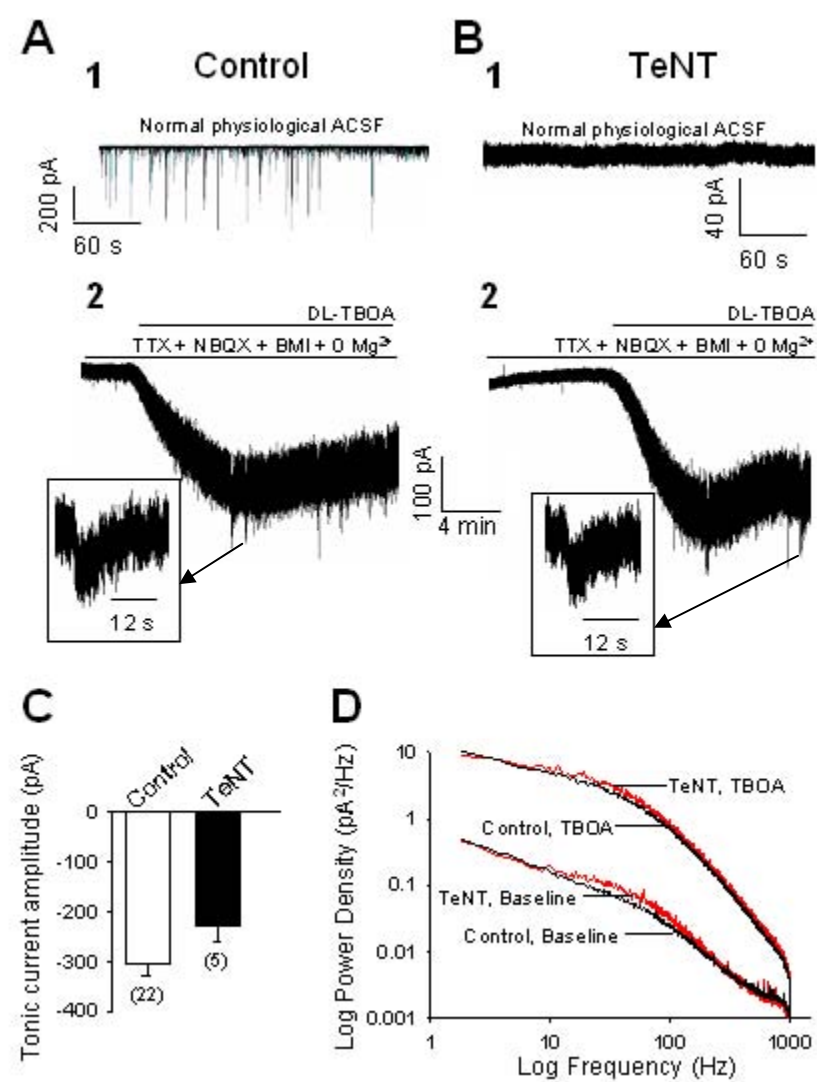 A
1
Control
Normal physiological ACSF
200 pA
60 s
B
1
TeNT
Normal physiological ACSF
40 pA
60 s
2
DL-TBOA
TTX + NBQX + BMI + 0 Mg2+
12 s
100 pA
4 min
2
DL-TBOA
TTX + NBQX + BMI + 0 Mg2+
12 s
C
Tonic current amplitude (pA)
Control
TeNT
0
-100
-200
-300
-400
(22)
(5)
D
Log Power Density (pA2/Hz)
10
1
0.1
0.01
0.001
TeNT, TBOA
Control, TBOA
TeNT, Baseline
Control, Baseline
1
10
100
1000
Log Frequency (Hz)